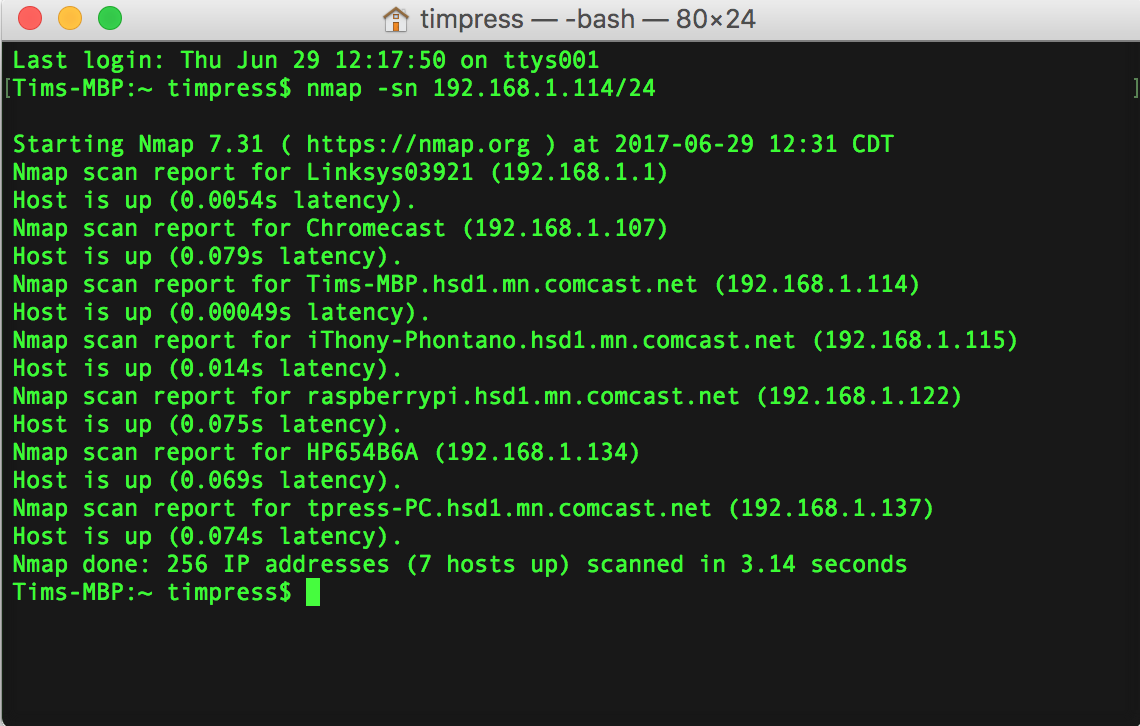 timpress — -bash — 80×24
Last login: Thu Jun 29 12:17:50 on ttys001
[Tims-MBP:~ timpress$ nmap -sn 192.168.1.114/24 ]
Starting Nmap 7.31 ( https://nmap.org ) at 2017-06-29 12:31 CDT
Nmap scan report for Linksys03921 (192.168.1.1)
Host is up (0.0054s latency).
Nmap scan report for Chromecast (192.168.1.107)
Host is up (0.079s latency).
Nmap scan report for Tims-MBP.hsd1.mn.comcast.net (192.168.1.114)
Host is up (0.00049s latency).
Nmap scan report for iThony-Phontano.hsd1.mn.comcast.net (192.168.1.115)
Host is up (0.014s latency).
Nmap scan report for raspberrypi.hsd1.mn.comcast.net (192.168.1.122)
Host is up (0.075s latency).
Nmap scan report for HP654B6A (192.168.1.134)
Host is up (0.069s latency).
Nmap scan report for tpress-PC.hsd1.mn.comcast.net (192.168.1.137)
Host is up (0.074s latency).
Nmap done: 256 IP addresses (7 hosts up) scanned in 3.14 seconds
Tims-MBP:~ timpress$